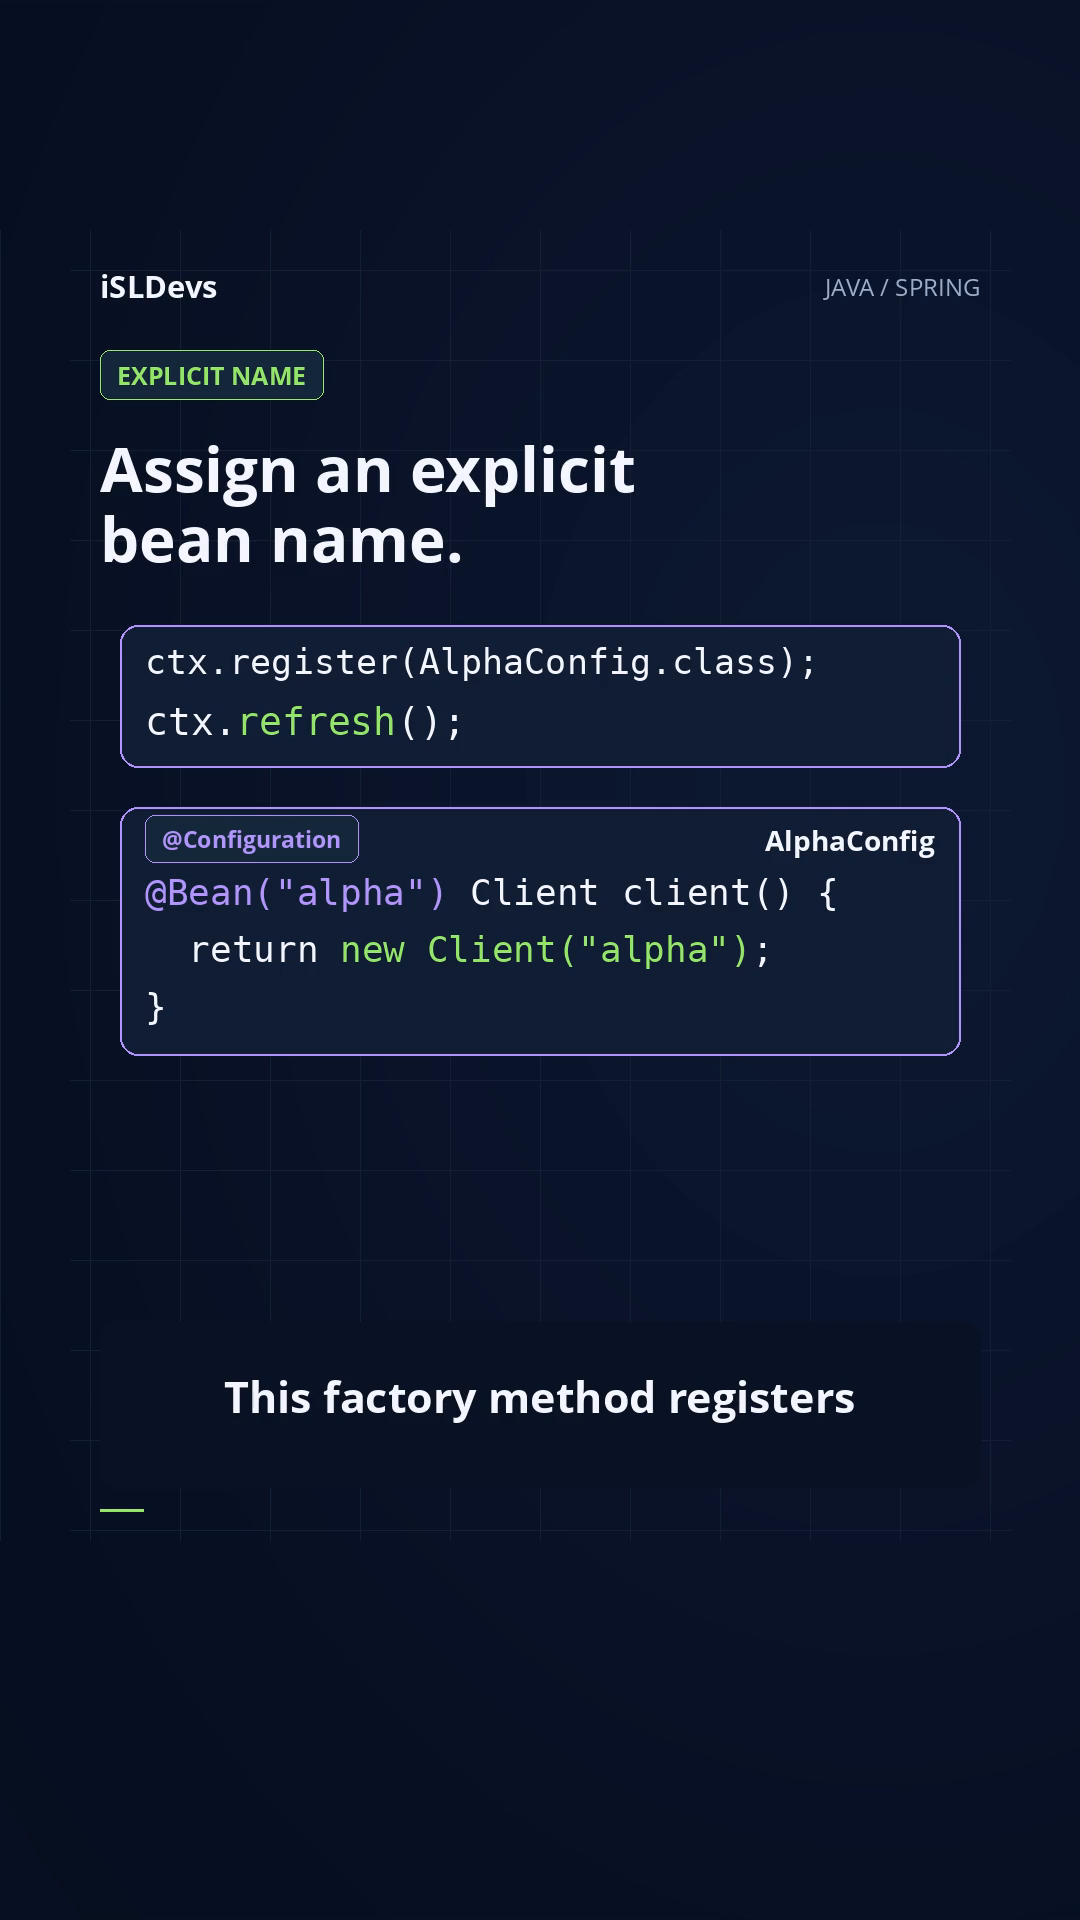 iSLDevs
JAVA / SPRING
EXPLICIT NAME
Assign an explicit
bean name.
ctx.register(AlphaConfig.class);
ctx.refresh();
@Configuration
AlphaConfig
@Bean("alpha") Client client() {
  return new Client("alpha");
}
This factory method registers